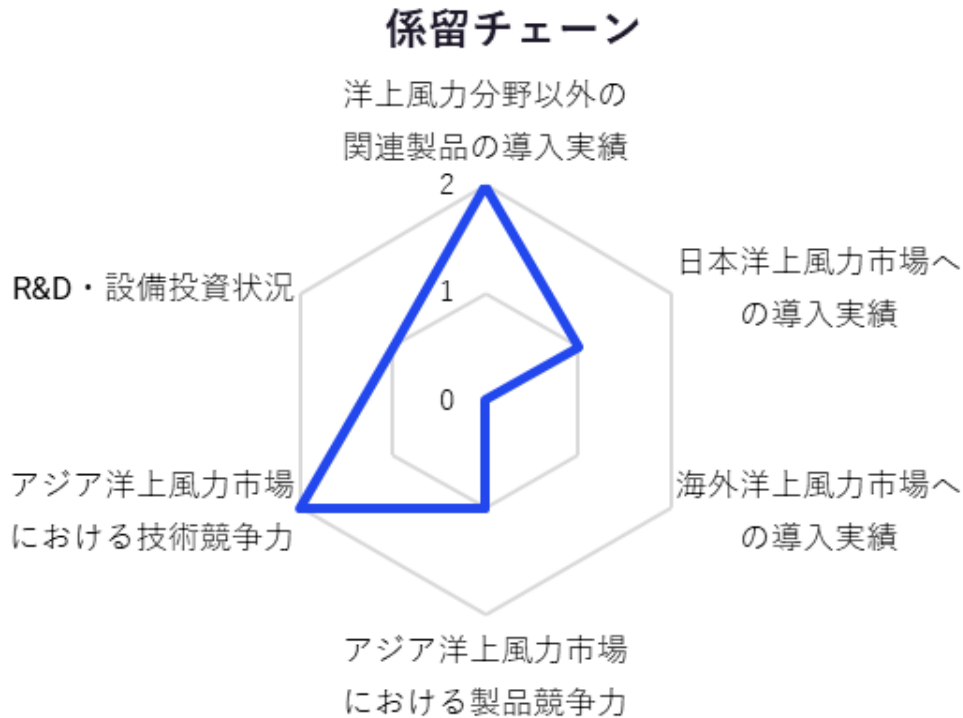 係留チェーン
洋上風力分野以外の
関連製品の導入実績
2
日本洋上風力市場へ
の導入実績
R&D・設備投資状況
1
0
アジア洋上風力市場
における技術競争力
海外洋上風力市場へ
の導入実績
アジア洋上風力市場
における製品競争力